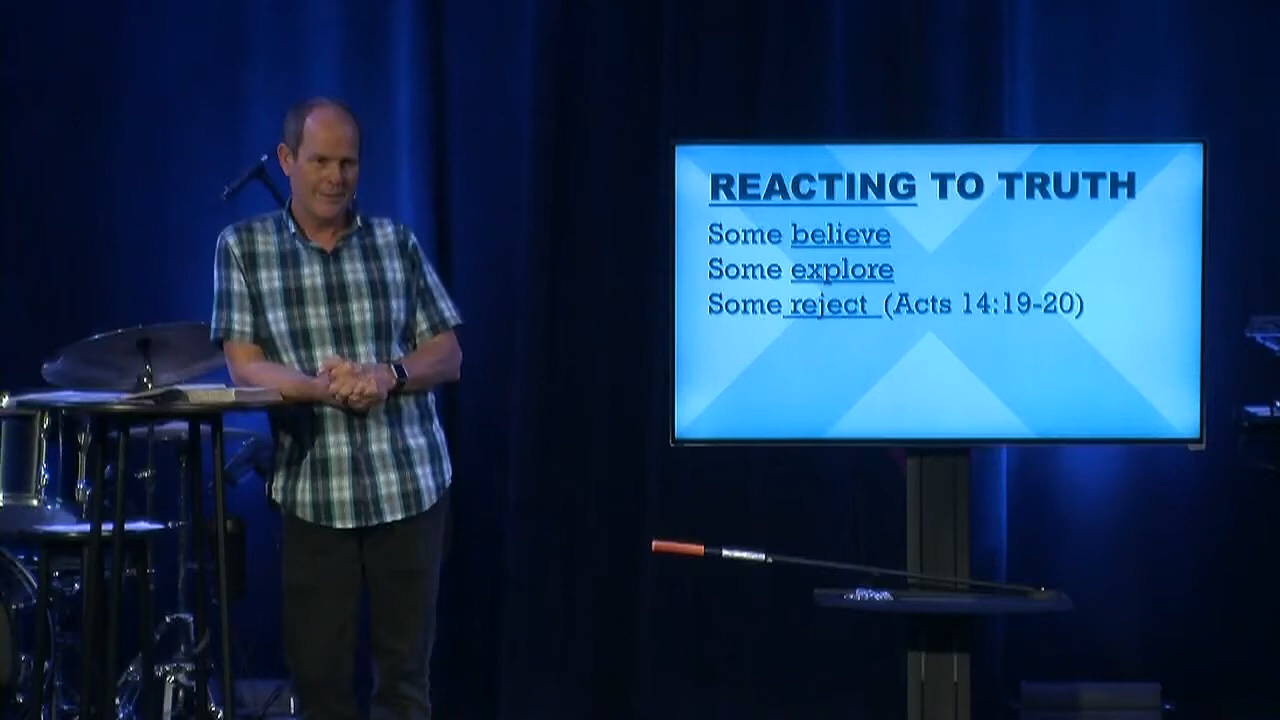 REACTING TO TRUTH
Some believe
Some explore
Some reject (Acts 14:19-20)